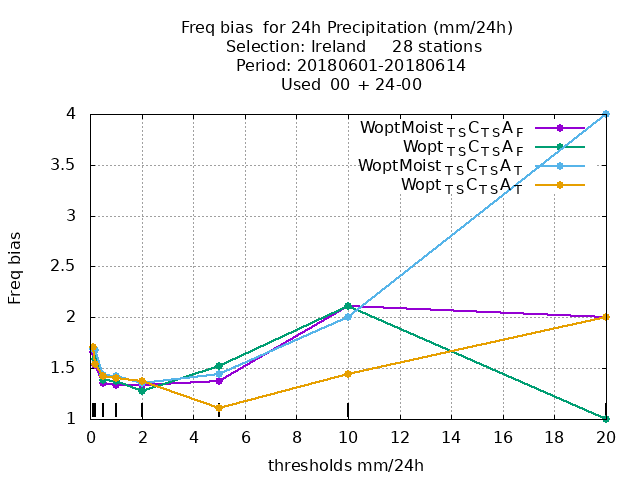 Freq bias  for 24h Precipitation (mm/24h)
Selection: Ireland     28 stations
Period: 20180601-20180614
Used  00 + 24-00
WoptMoist TS C TS A F
Wopt TS C TS A F
WoptMoist TS C TS A T
Wopt TS C TS A T
4
3.5
3
2.5
2
1.5
1
Freq bias
0 2 4 6 8 10 12 14 16 18 20
thresholds mm/24h